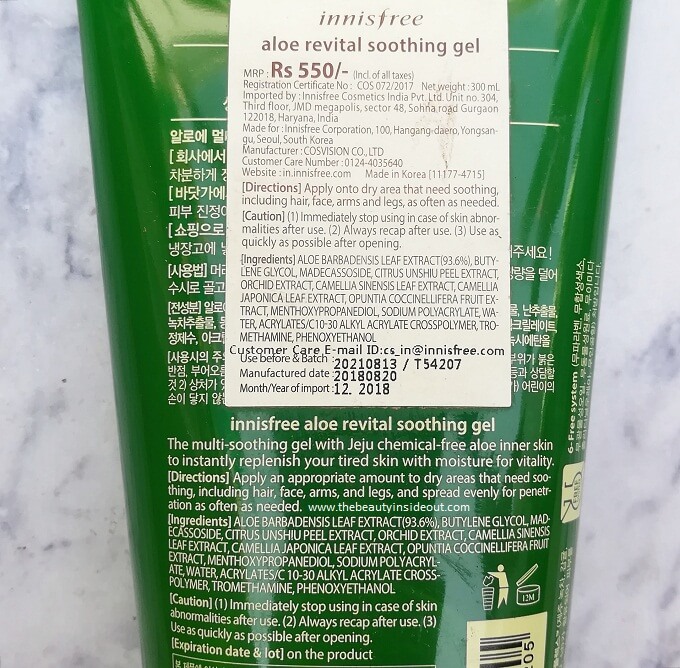 innisfree
aloe revital soothing gel
MRP : Rs 550/- (Incl. of all taxes)
Registration Certificate No : COS 072/2017 Net weight : 300 mL
Imported by : Innisfree Cosmetics India Pvt. Ltd. Unit no. 304,
Third floor, JMD megapolis, sector 48, Sohna road Gurgaon
122018, Haryana, India
Made for : Innisfree Corporation, 100, Hangang-daero, Yongsan-
gu, Seoul, South Korea
Manufacturer : COSVISION CO., LTD
Customer Care Number : 0124-4035640
Website : in.innisfree.com Made in Korea [11177-4715]
[Directions] Apply onto dry area that need soothing,
including hair, face, arms and legs, as often as needed.
[Caution] (1) Immediately stop using in case of skin abnor-
malities after use. (2) Always recap after use. (3) Use as
quickly as possible after opening.
[Ingredients] ALOE BARBADENSIS LEAF EXTRACT(93.6%), BUTY-
LENE GLYCOL, MADECASSOSIDE, CITRUS UNSHIU PEEL EXTRACT,
ORCHID EXTRACT, CAMELLIA SINENSIS LEAF EXTRACT, CAMELLIA
JAPONICA LEAF EXTRACT, OPUNTIA COCCINELLIFERA FRUIT EX-
TRACT, MENTHOXYPROPANEDIOL, SODIUM POLYACRYLATE, WA-
TER, ACRYLATES/C10-30 ALKYL ACRYLATE CROSSPOLYMER, TRO-
METHAMINE, PHENOXYETHANOL
Customer Care E-mail ID:cs_in@innisfree.com
Use before & Batch : 20210813 / T54207
Manufactured date : 20180820
Month/Year of import : 12. 2018
알로에 멀
[회사에서
차분하게
[바닷가에
피부 진정
[쇼핑으로
냉장고에
주세요!
[사용법]
덜어
수시로 골고
[전성분] 알로
난추출물,
녹차추출물,
정제수,
[사용시의 주
붉은
반점, 부어오
상담할
것 2) 상처가
어린이의
손이 닿지 않
innisfree aloe revital soothing gel
The multi-soothing gel with Jeju chemical-free aloe inner skin
to instantly replenish your tired skin with moisture for vitality.
[Directions] Apply an appropriate amount to dry areas that need soo-
thing, including hair, face, arms, and legs, and spread evenly for penetr-
ation as often as needed. www.thebeautyinsideout.com
[Ingredients] ALOE BARBADENSIS LEAF EXTRACT(93.6%), BUTYLENE GLYCOL, MAD-
ECASSOSIDE, CITRUS UNSHIU PEEL EXTRACT, ORCHID EXTRACT, CAMELLIA SINENSIS
LEAF EXTRACT, CAMELLIA JAPONICA LEAF EXTRACT, OPUNTIA COCCINELLIFERA FRUIT
EXTRACT, MENTHOXYPROPANEDIOL, SODIUM POLYACRYL-
ATE, WATER, ACRYLATES/C 10-30 ALKYL ACRYLATE CROSS-
POLYMER, TROMETHAMINE, PHENOXYETHANOL
[Caution] (1) Immediately stop using in case of skin
abnormalities after use. (2) Always recap after use. (3)
Use as quickly as possible after opening.
[Expiration date & lot] on the product
12M
6-Free system